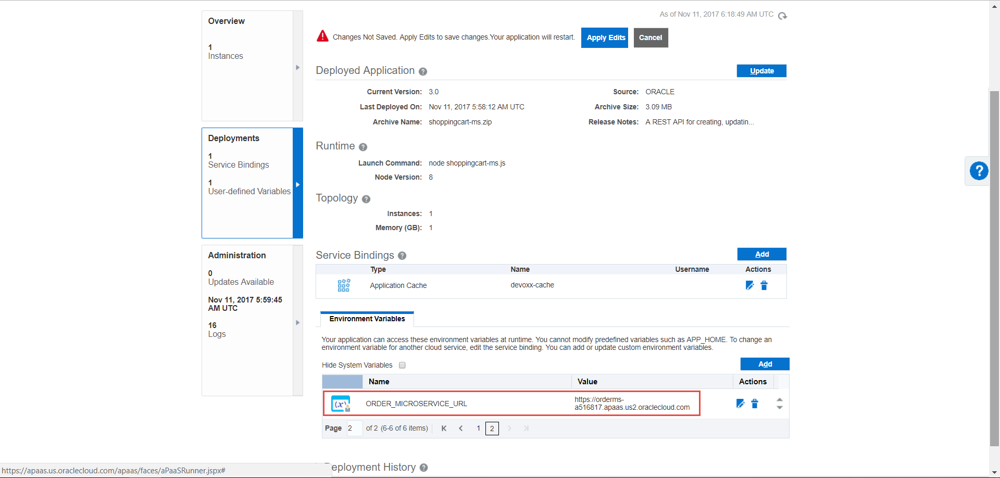 As of Nov 11, 2017 6:18:49 AM UTC
Overview
1
Instances
Changes Not Saved. Apply Edits to save changes.Your application will restart.
Apply Edits
Cancel
Deployed Application
Update
Current Version: 3.0
Source: ORACLE
Last Deployed On: Nov 11, 2017 5:58:12 AM UTC
Archive Size: 3.09 MB
Archive Name: shoppingcart-ms.zip
Release Notes: A REST API for creating, updatin...
Deployments
1
Service Bindings
1
User-defined Variables
Runtime
Launch Command: node shoppingcart-ms.js
Node Version: 8
Topology
Instances: 1
Memory (GB): 1
Administration
0
Updates Available
Nov 11, 2017 5:59:45
AM UTC
16
Logs
Service Bindings
Add
Type Name Username Actions
Application Cache devoxx-cache
Environment Variables
Your application can access these environment variables at runtime. You cannot modify predefined variables such as APP_HOME. To change an
environment variable for another cloud service, edit the service binding. You can add or update custom environment variables.
Hide System Variables
Add
Name Value Actions
(x) ORDER_MICROSERVICE_URL
https://orderms-
a516817.apaas.us2.oraclecloud.com
Page 2 of 2 (6-6 of 6 items) 1 2
eployment History
https://apaas.us.oraclecloud.com/apaas/faces/aPaaSRunner.jspx#